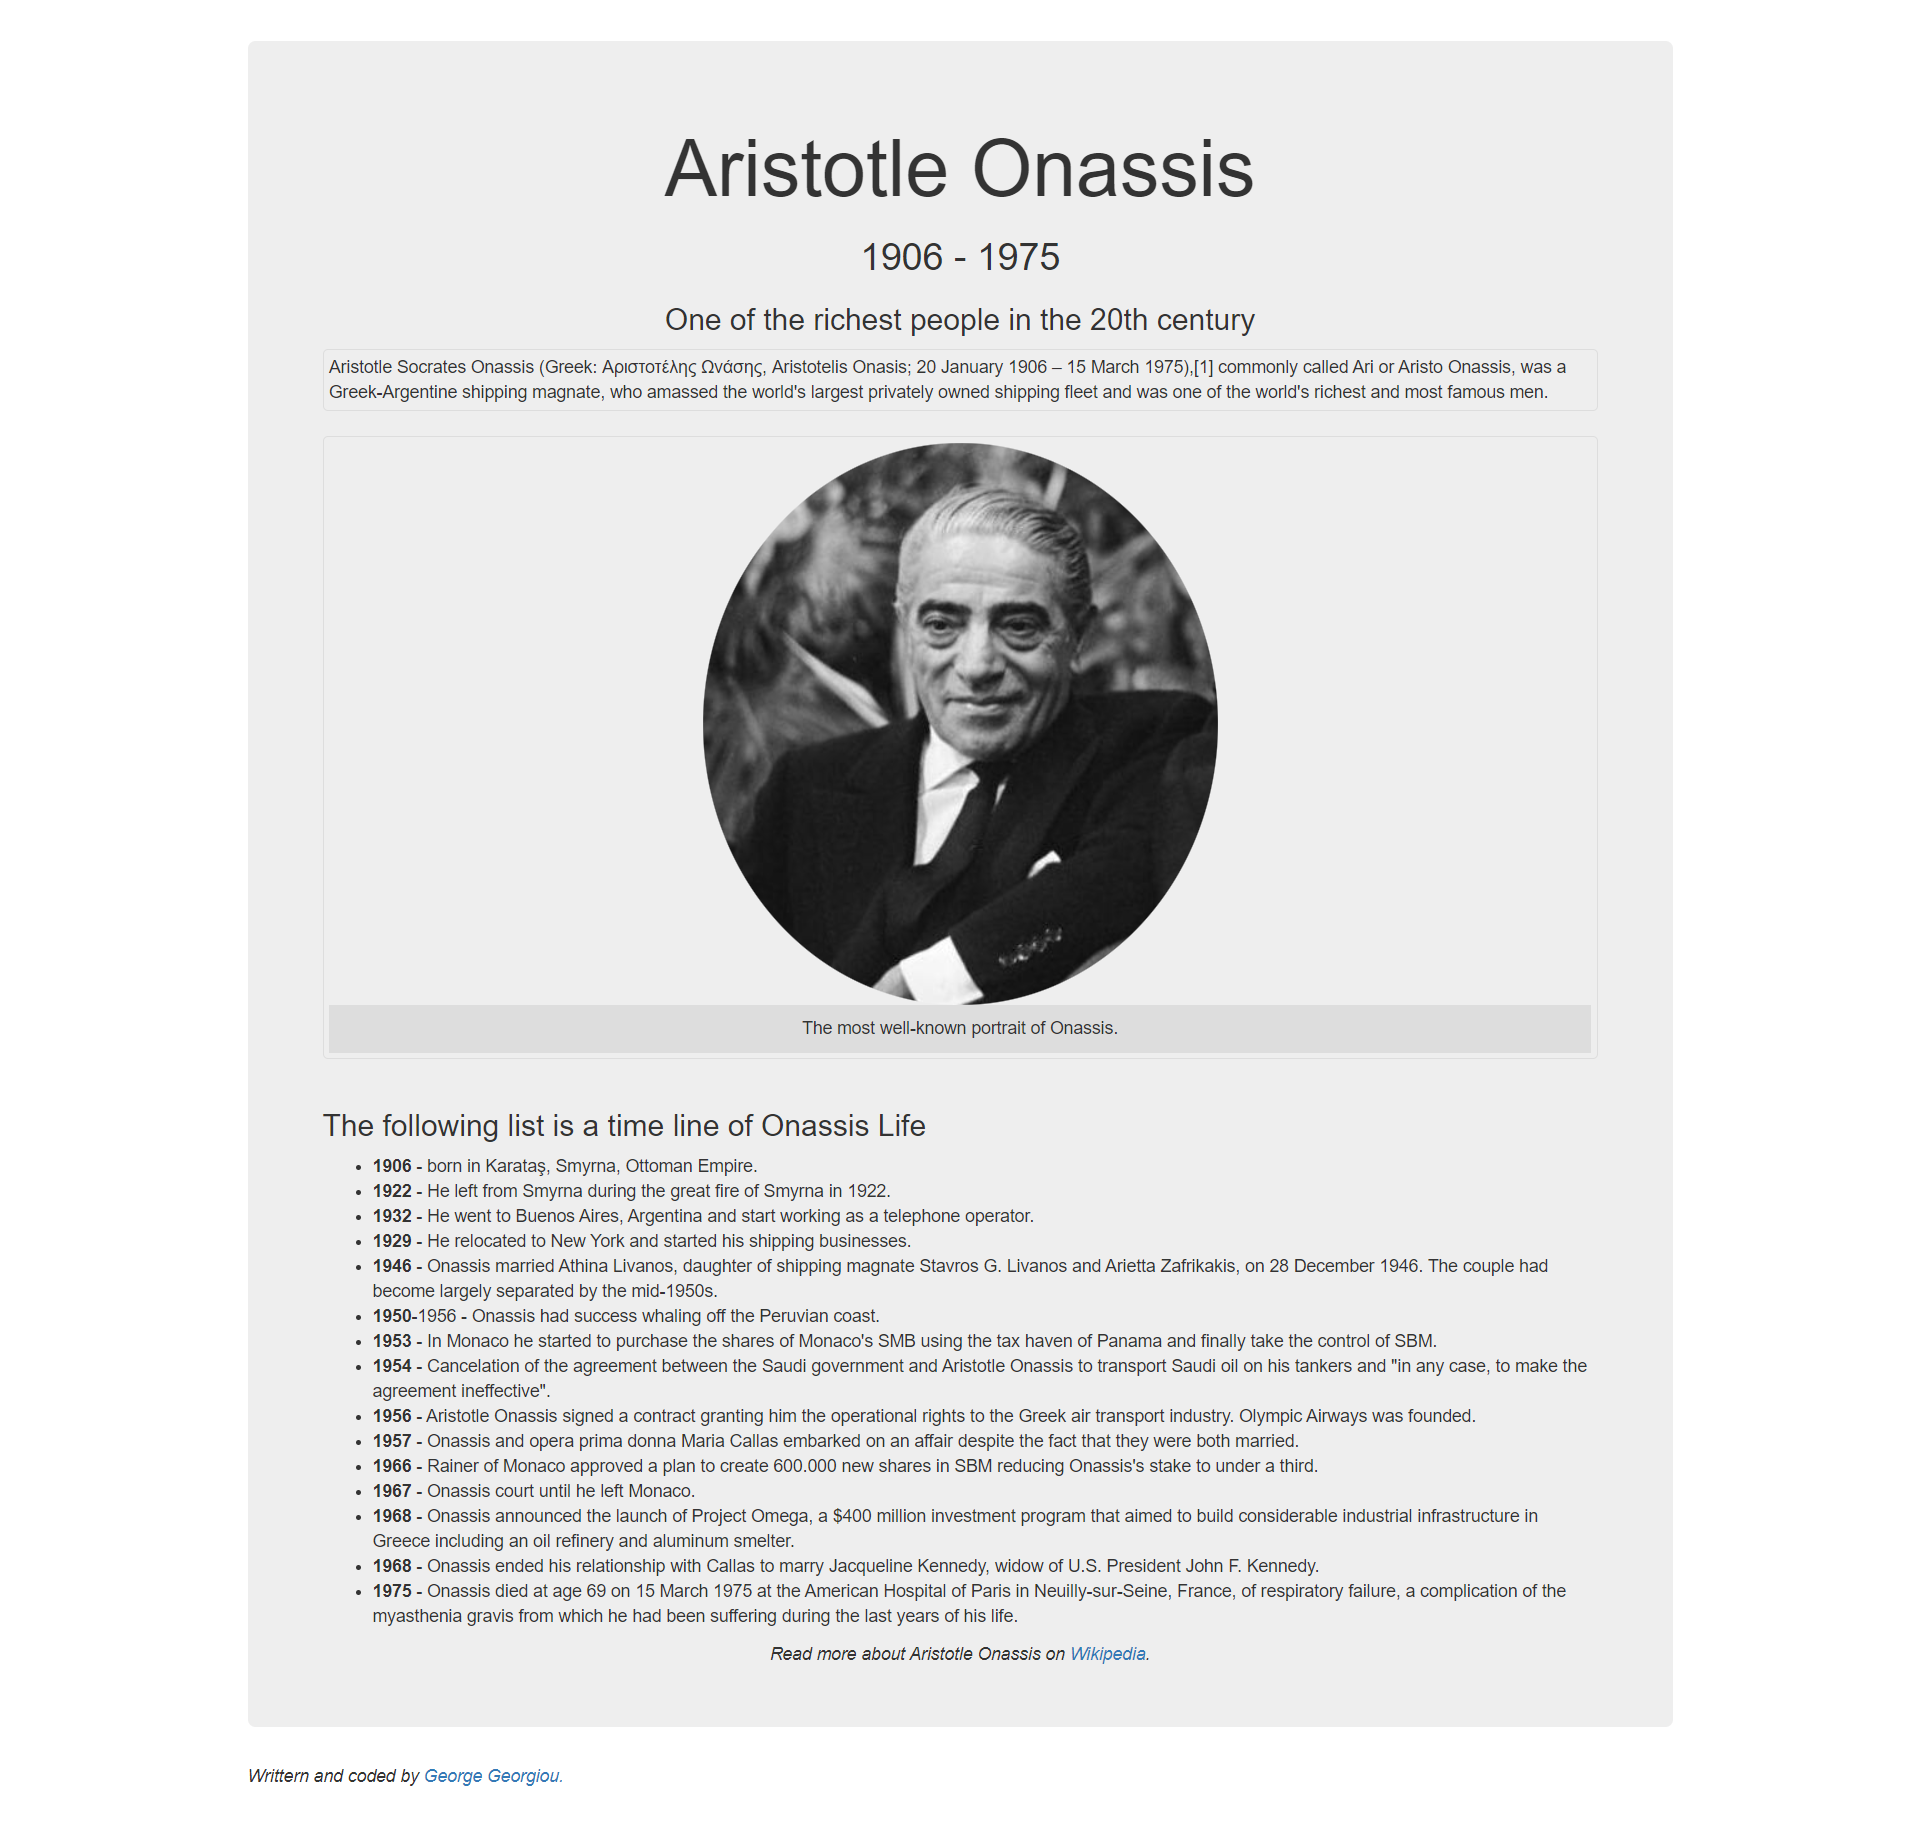 Aristotle Onassis
1906 - 1975
One of the richest people in the 20th century
Aristotle Socrates Onassis (Greek: Αριστοτέλης Ωνάσης, Aristotelis Onasis; 20 January 1906 – 15 March 1975),[1] commonly called Ari or Aristo Onassis, was a
Greek-Argentine shipping magnate, who amassed the world's largest privately owned shipping fleet and was one of the world's richest and most famous men.
The most well-known portrait of Onassis.
The following list is a time line of Onassis Life
• 1906 - born in Karataş, Smyrna, Ottoman Empire.
• 1922 - He left from Smyrna during the great fire of Smyrna in 1922.
• 1932 - He went to Buenos Aires, Argentina and start working as a telephone operator.
• 1929 - He relocated to New York and started his shipping businesses.
• 1946 - Onassis married Athina Livanos, daughter of shipping magnate Stavros G. Livanos and Arietta Zafrikakis, on 28 December 1946. The couple had
become largely separated by the mid-1950s.
• 1950-1956 - Onassis had success whaling off the Peruvian coast.
• 1953 - In Monaco he started to purchase the shares of Monaco's SMB using the tax haven of Panama and finally take the control of SBM.
• 1954 - Cancelation of the agreement between the Saudi government and Aristotle Onassis to transport Saudi oil on his tankers and "in any case, to make the
agreement ineffective".
• 1956 - Aristotle Onassis signed a contract granting him the operational rights to the Greek air transport industry. Olympic Airways was founded.
• 1957 - Onassis and opera prima donna Maria Callas embarked on an affair despite the fact that they were both married.
• 1966 - Rainer of Monaco approved a plan to create 600.000 new shares in SBM reducing Onassis's stake to under a third.
• 1967 - Onassis court until he left Monaco.
• 1968 - Onassis announced the launch of Project Omega, a $400 million investment program that aimed to build considerable industrial infrastructure in
Greece including an oil refinery and aluminum smelter.
• 1968 - Onassis ended his relationship with Callas to marry Jacqueline Kennedy, widow of U.S. President John F. Kennedy.
• 1975 - Onassis died at age 69 on 15 March 1975 at the American Hospital of Paris in Neuilly-sur-Seine, France, of respiratory failure, a complication of the
myasthenia gravis from which he had been suffering during the last years of his life.
Read more about Aristotle Onassis on Wikipedia.
Writtern and coded by George Georgiou.